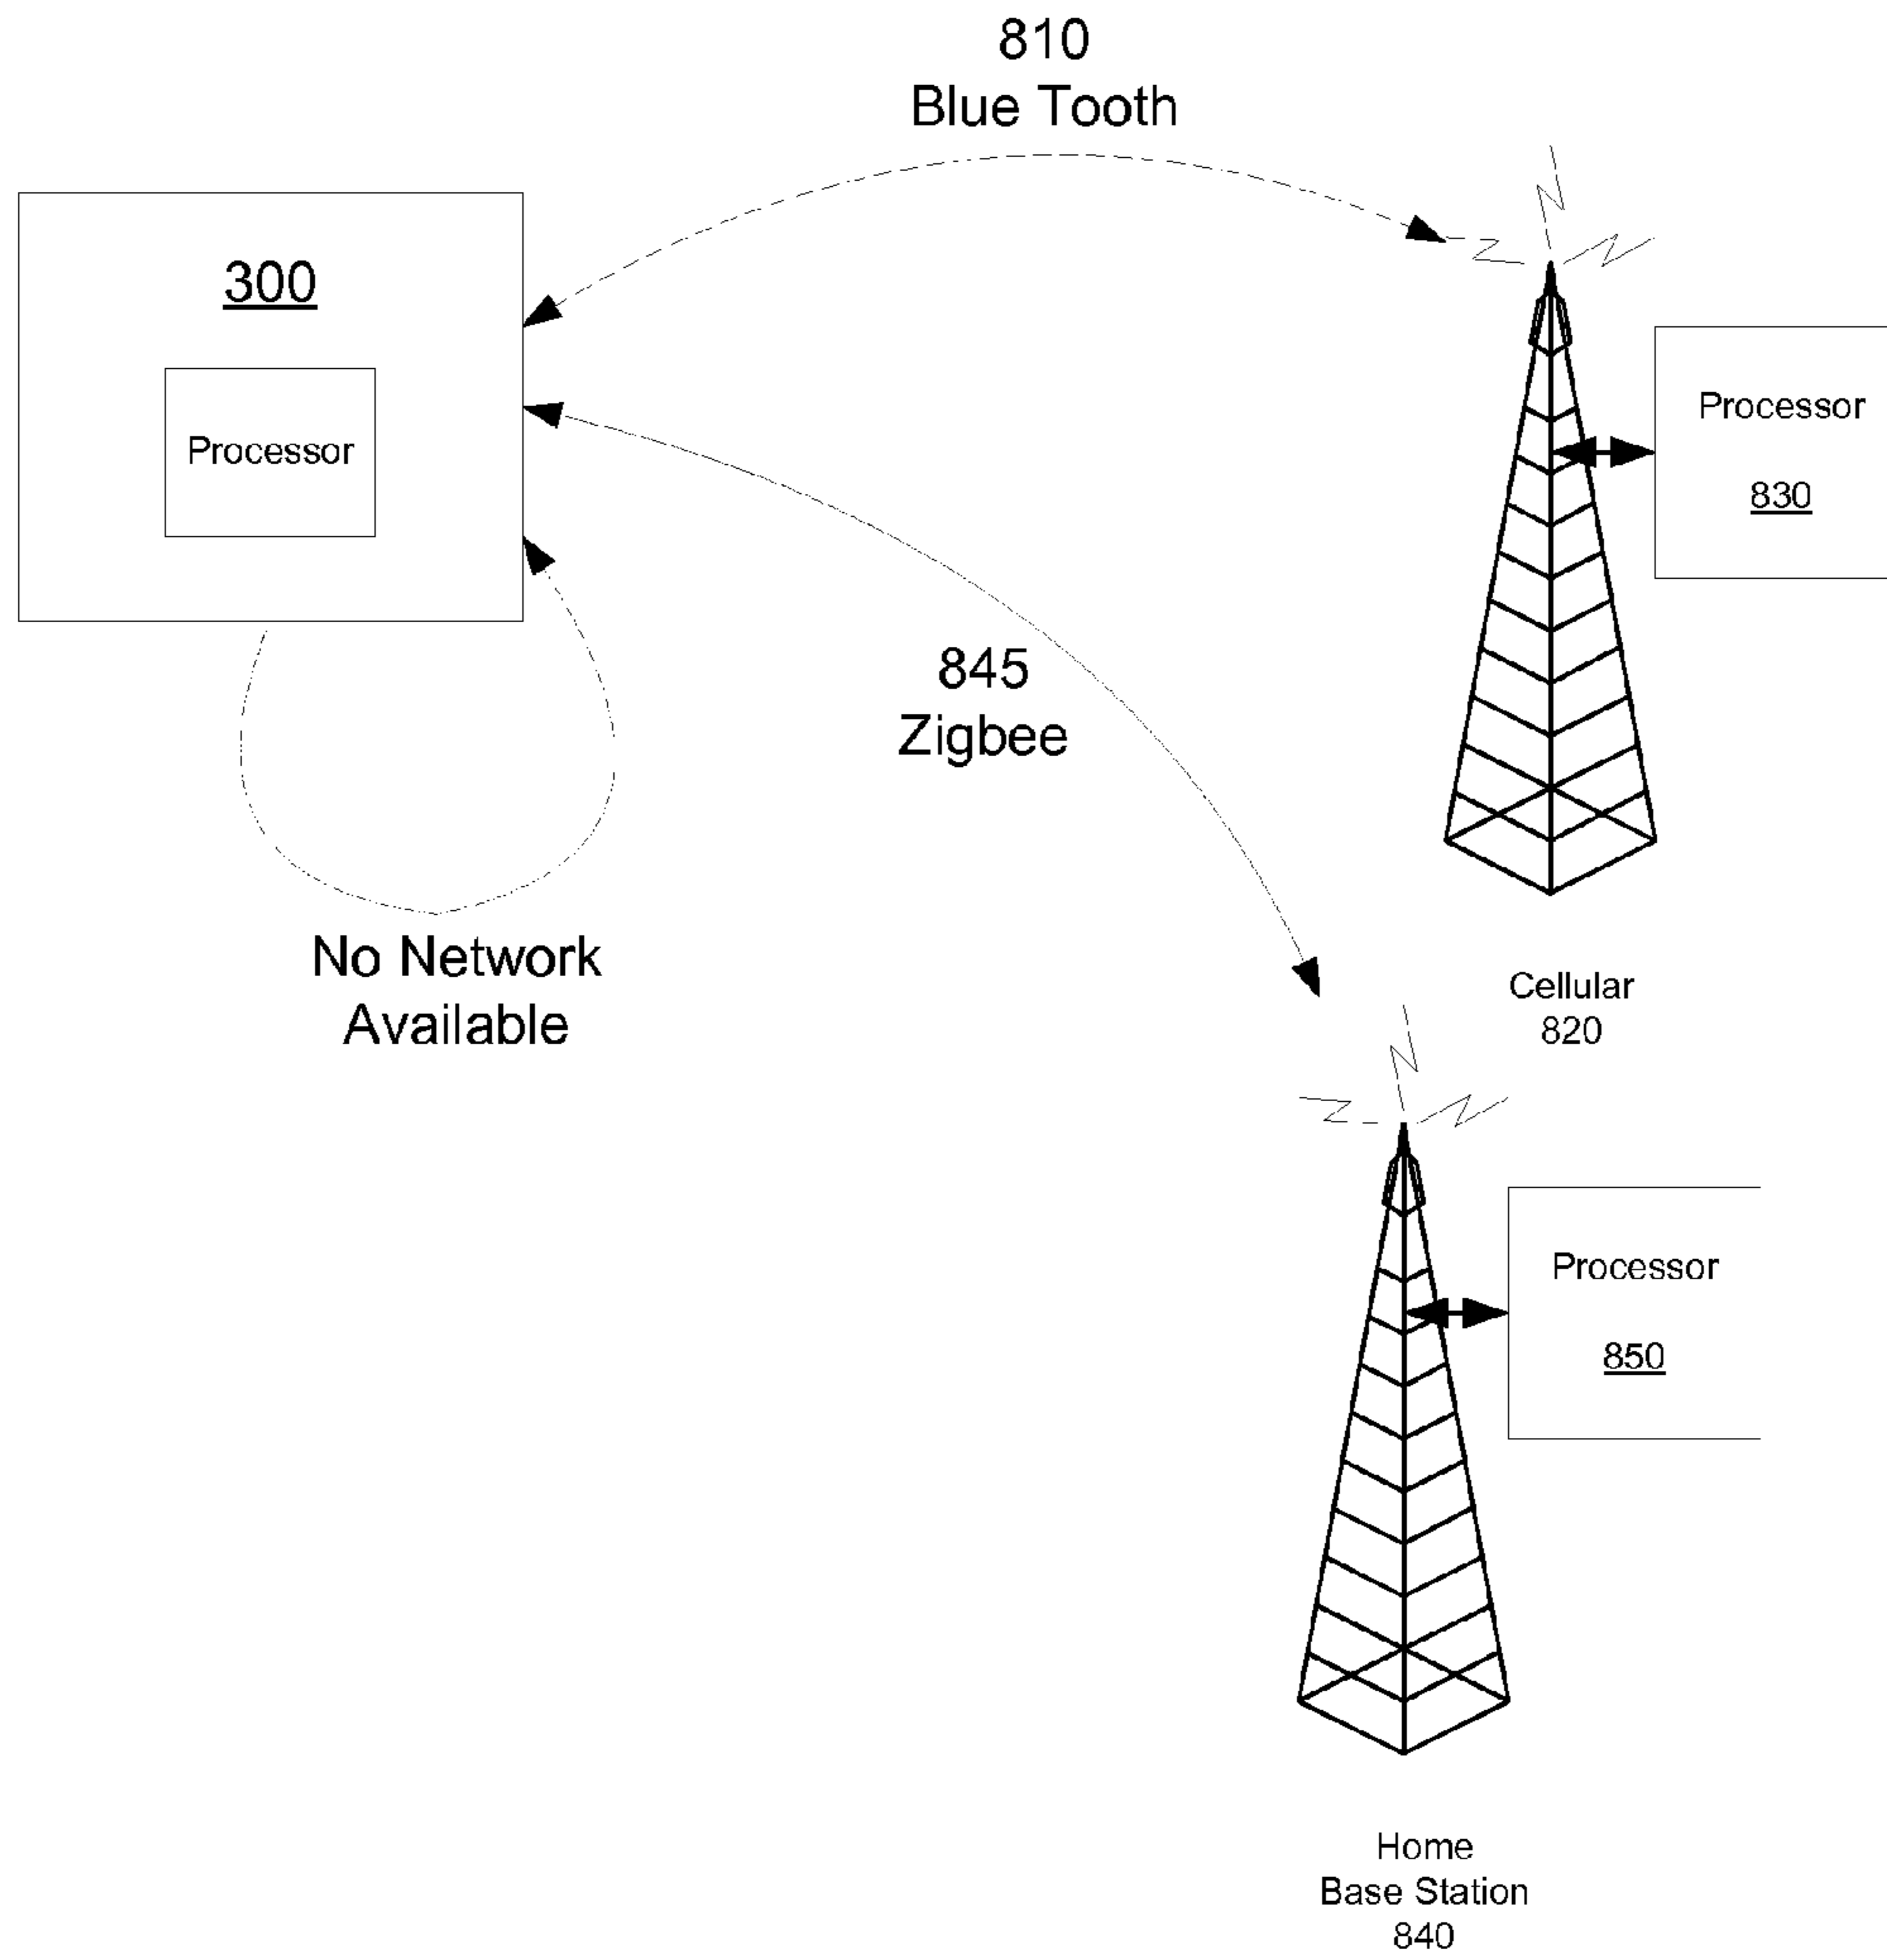 810
Blue Tooth
300
Processor
Processor
830
845
Zigbee
No Network
Available
Cellular
820
Processor
850
Home
Base Station
840